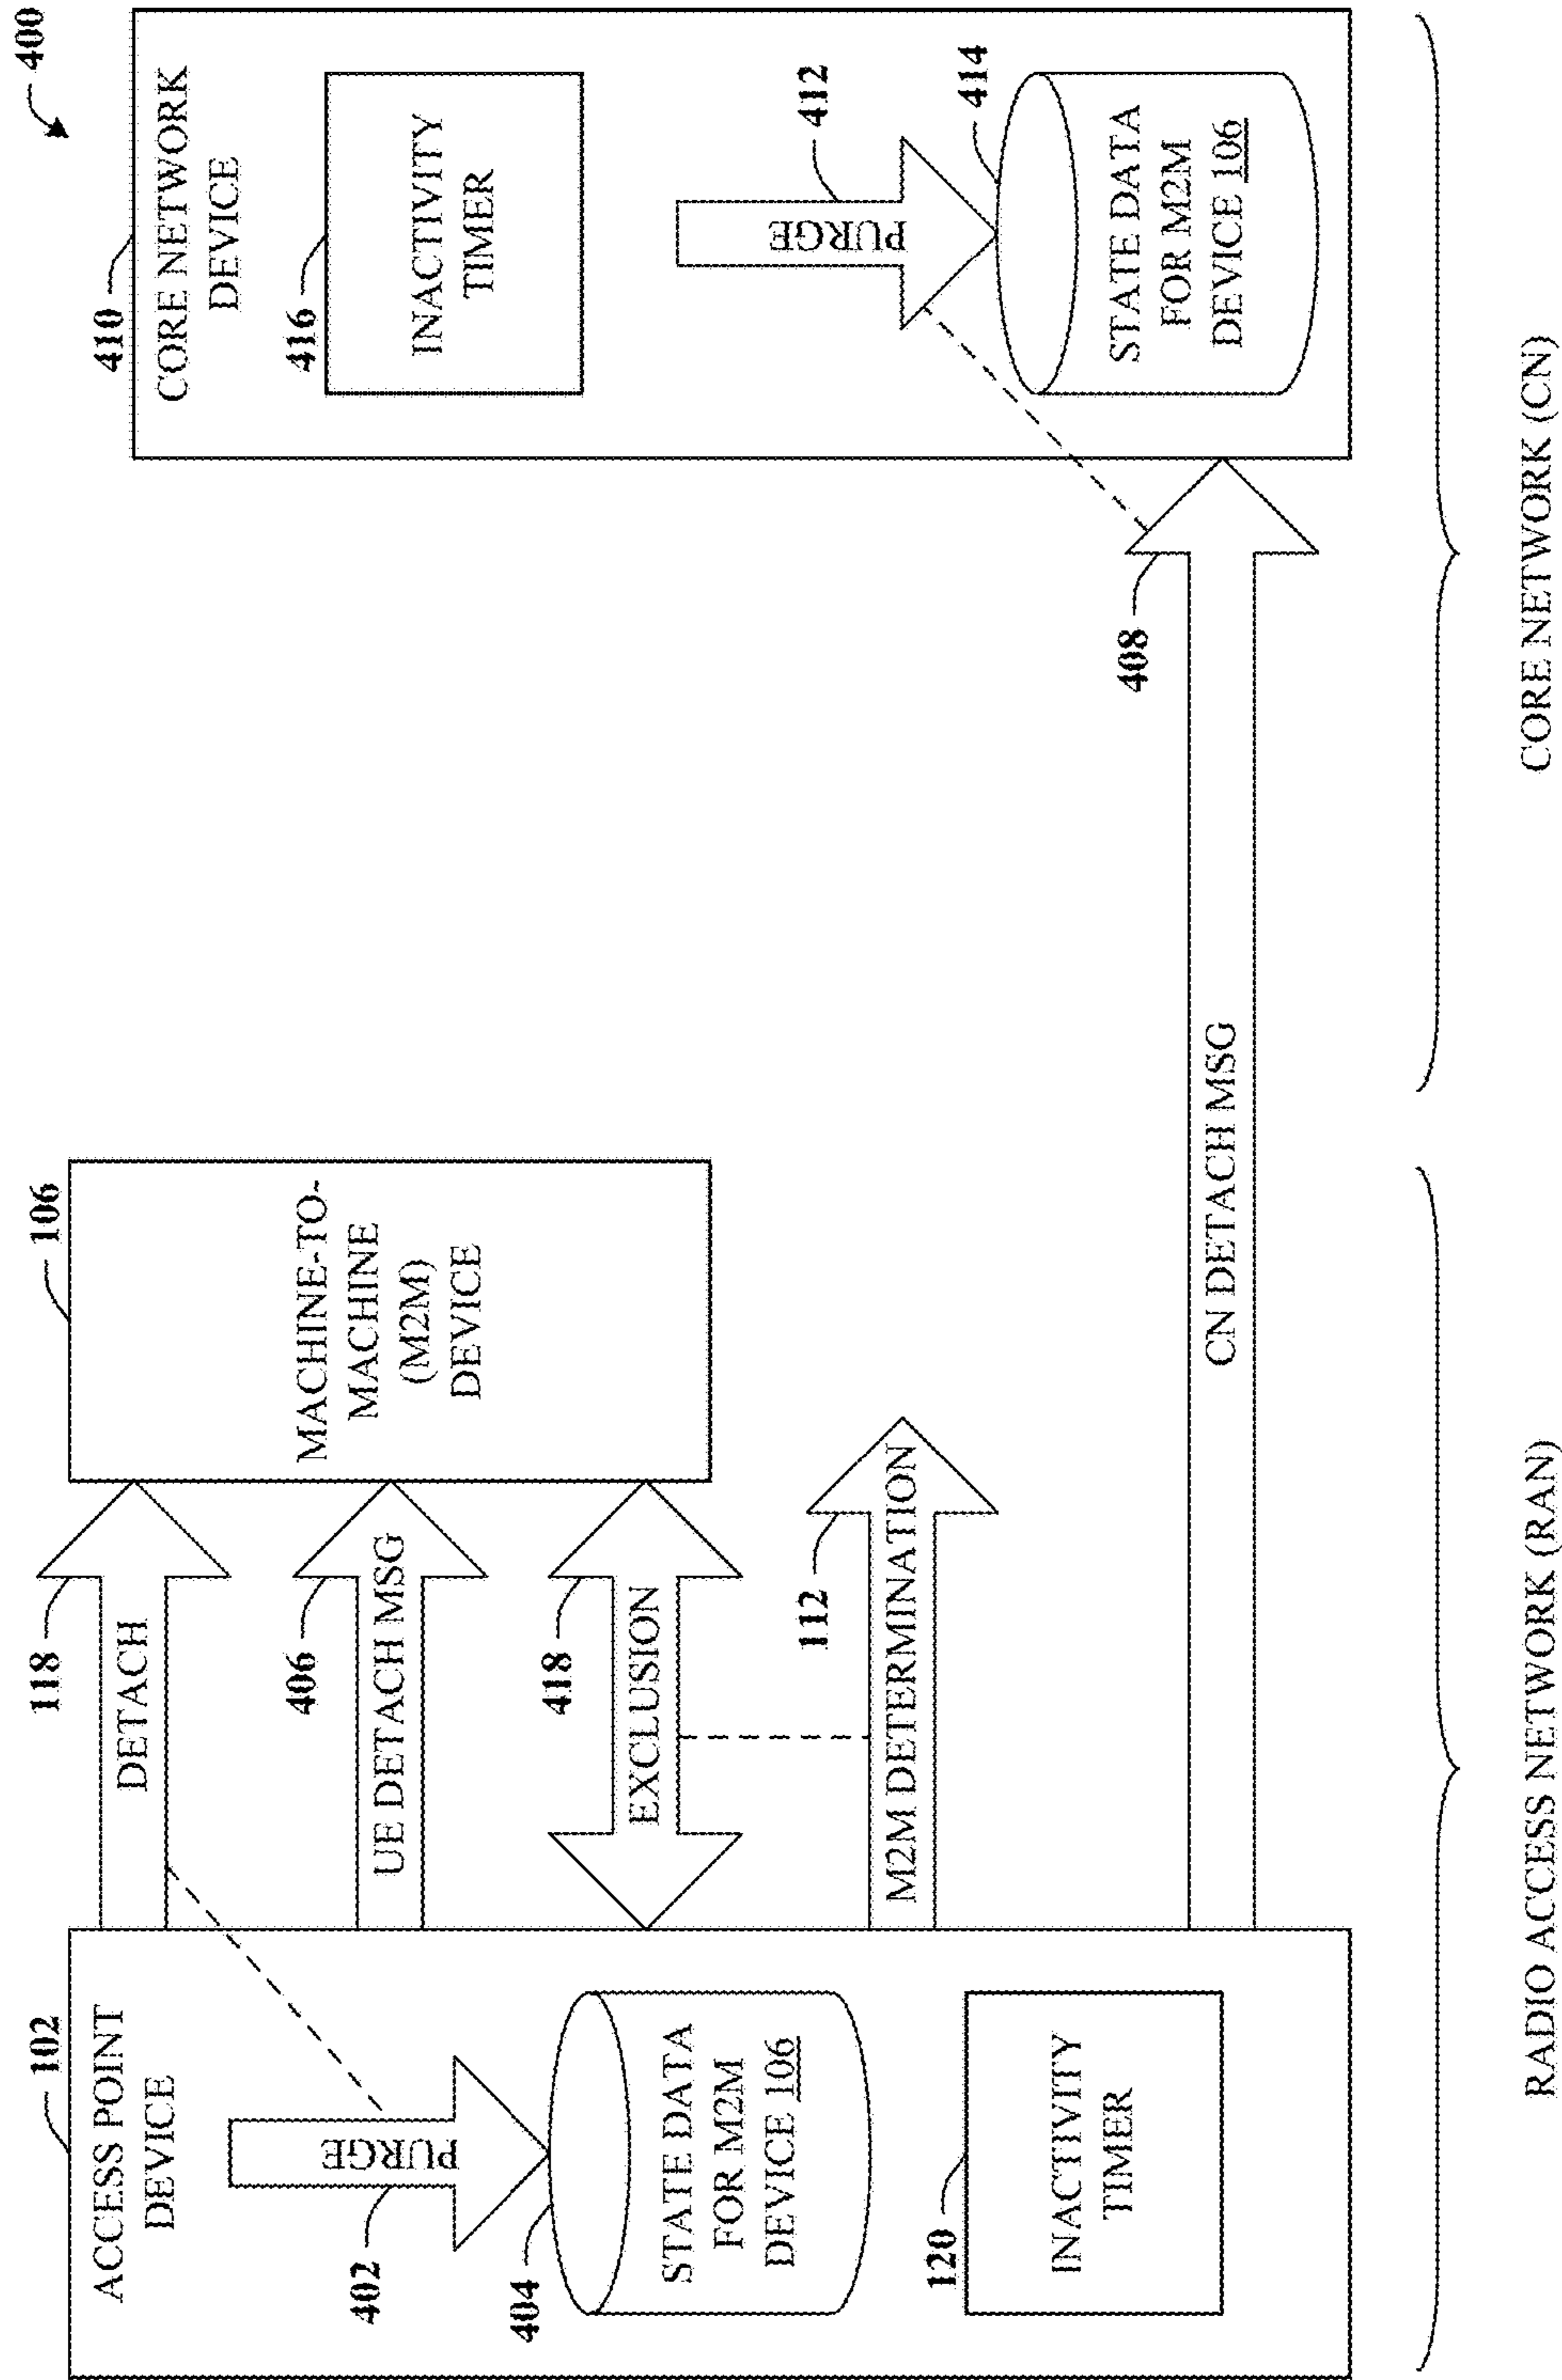 400
102
ACCESS POINT
DEVICE
402
PURGE
404
STATE DATA
FOR M2M
DEVICE 106
120
INACTIVITY
TIMER
118
DETACH
406
UE DETACH MSG
418
EXCLUSION
112
M2M DETERMINATION
106
MACHINE-TO-
MACHINE
(M2M)
DEVICE
408
CN DETACH MSG
410
CORE NETWORK
DEVICE
416
INACTIVITY
TIMER
412
PURGE
414
STATE DATA
FOR M2M
DEVICE 106
RADIO ACCESS NETWORK (RAN)
CORE NETWORK (CN)